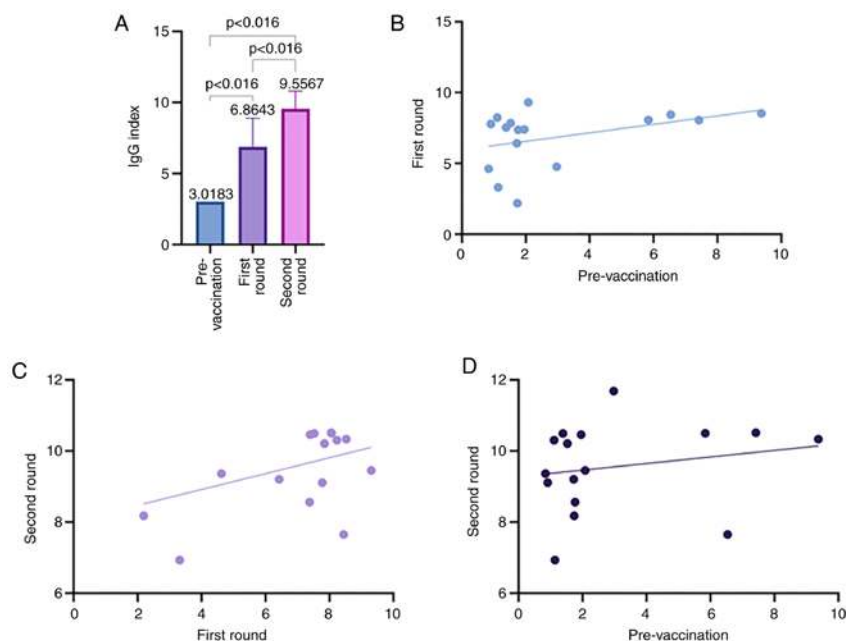 A
p<0.016
p<0.016
p<0.016
9.5567
6.8643
3.0183
IgG index
15
10
5
0
Pre-
vaccination
First
round
Second
round
B
First round
15
10
5
0
0 2 4 6 8 10
Pre-vaccination
C
Second round
12
10
8
6
0 2 4 6 8 10
First round
D
Second round
12
10
8
6
0 2 4 6 8 10
Pre-vaccination